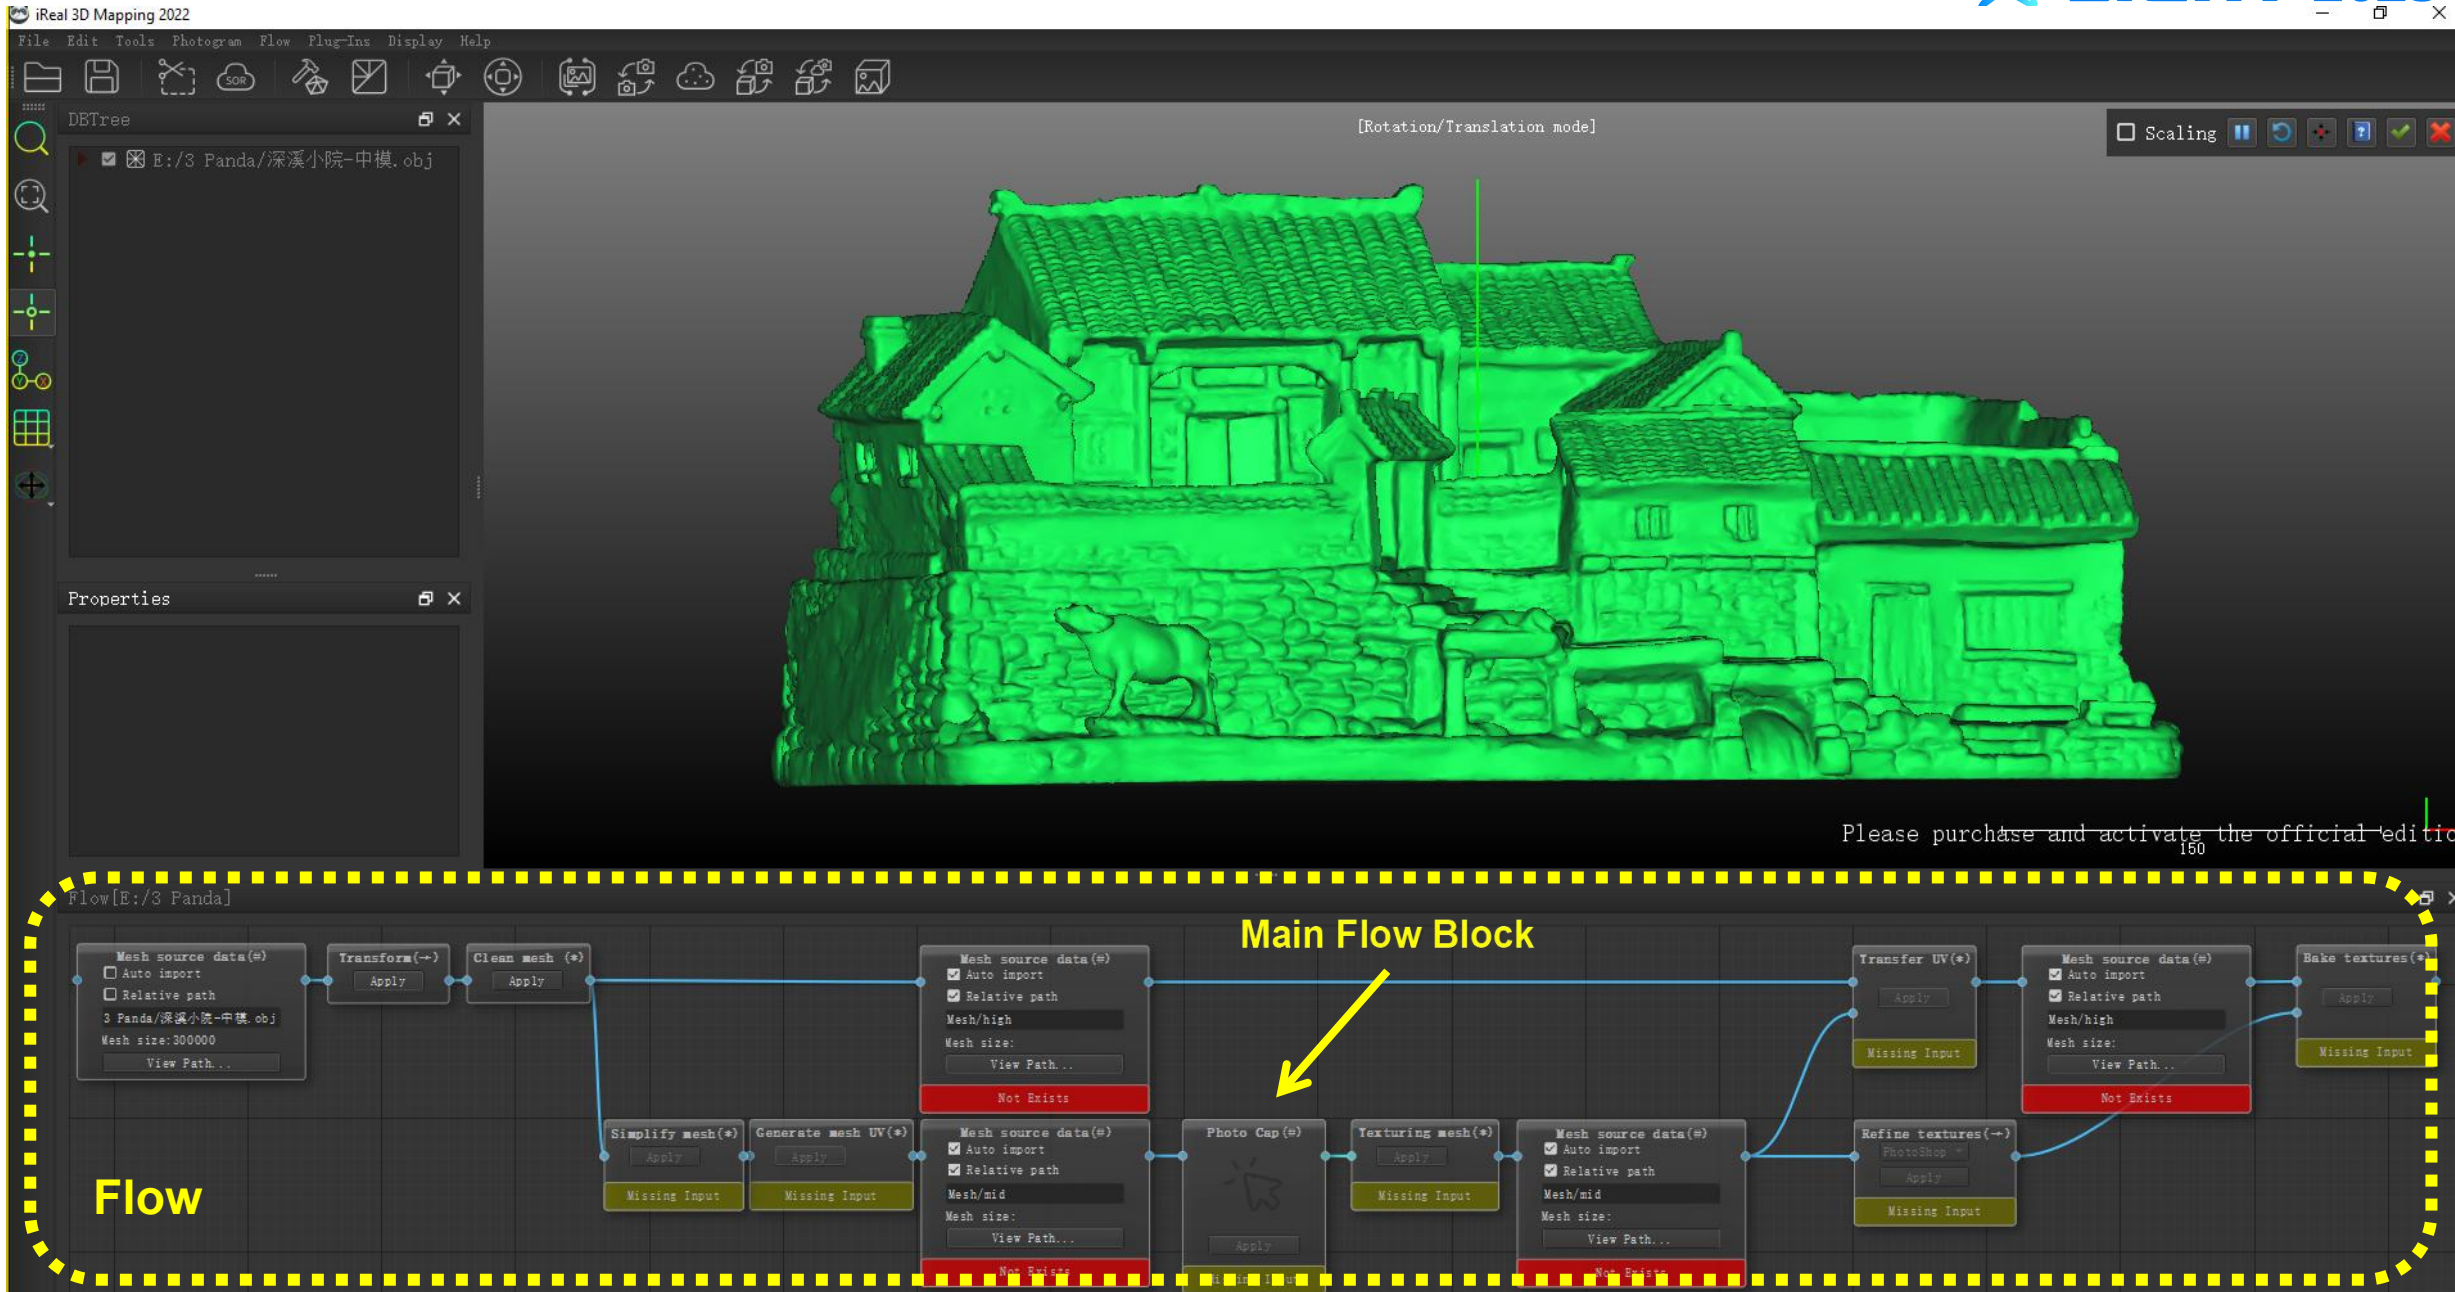 iReal 3D Mapping 2022
File Edit Tools Photogram Flow Plug-Ins Display Help
SOR
DBTree
E:/3 Panda/深溪小院-中模.obj
[Rotation/Translation mode]
Scaling
Z
Y X
Properties
Please purchase and activate the official
150
Flow[E:/3 Panda]
Main Flow Block
Mesh source data(#)
Auto import
Relative path
3 Panda/深溪小院-中模.obj
Mesh size:300000
View Path...
Transform(→)
Apply
Clean mesh (*)
Apply
Mesh source data(#)
Auto import
Relative path
Mesh/high
Mesh size:
View Path...
Not Exists
Transfer UV(*)
Apply
Missing Input
Mesh source data(#)
Auto import
Relative path
Mesh/high
Mesh size:
View Path...
Not Exists
Bake textures(*)
Apply
Missing Input
Flow
Simplify mesh(*)
Apply
Missing Input
Generate mesh UV(*)
Apply
Missing Input
Mesh source data(#)
Auto import
Relative path
Mesh/mid
Mesh size:
View Path...
Not Exists
Photo Cap(#)
Apply
Missing Input
Texturing mesh(*)
Apply
Missing Input
Mesh source data(#)
Auto import
Relative path
Mesh/mid
Mesh size:
View Path...
Not Exists
Refine textures(→)
PhotoShop
Apply
Missing Input